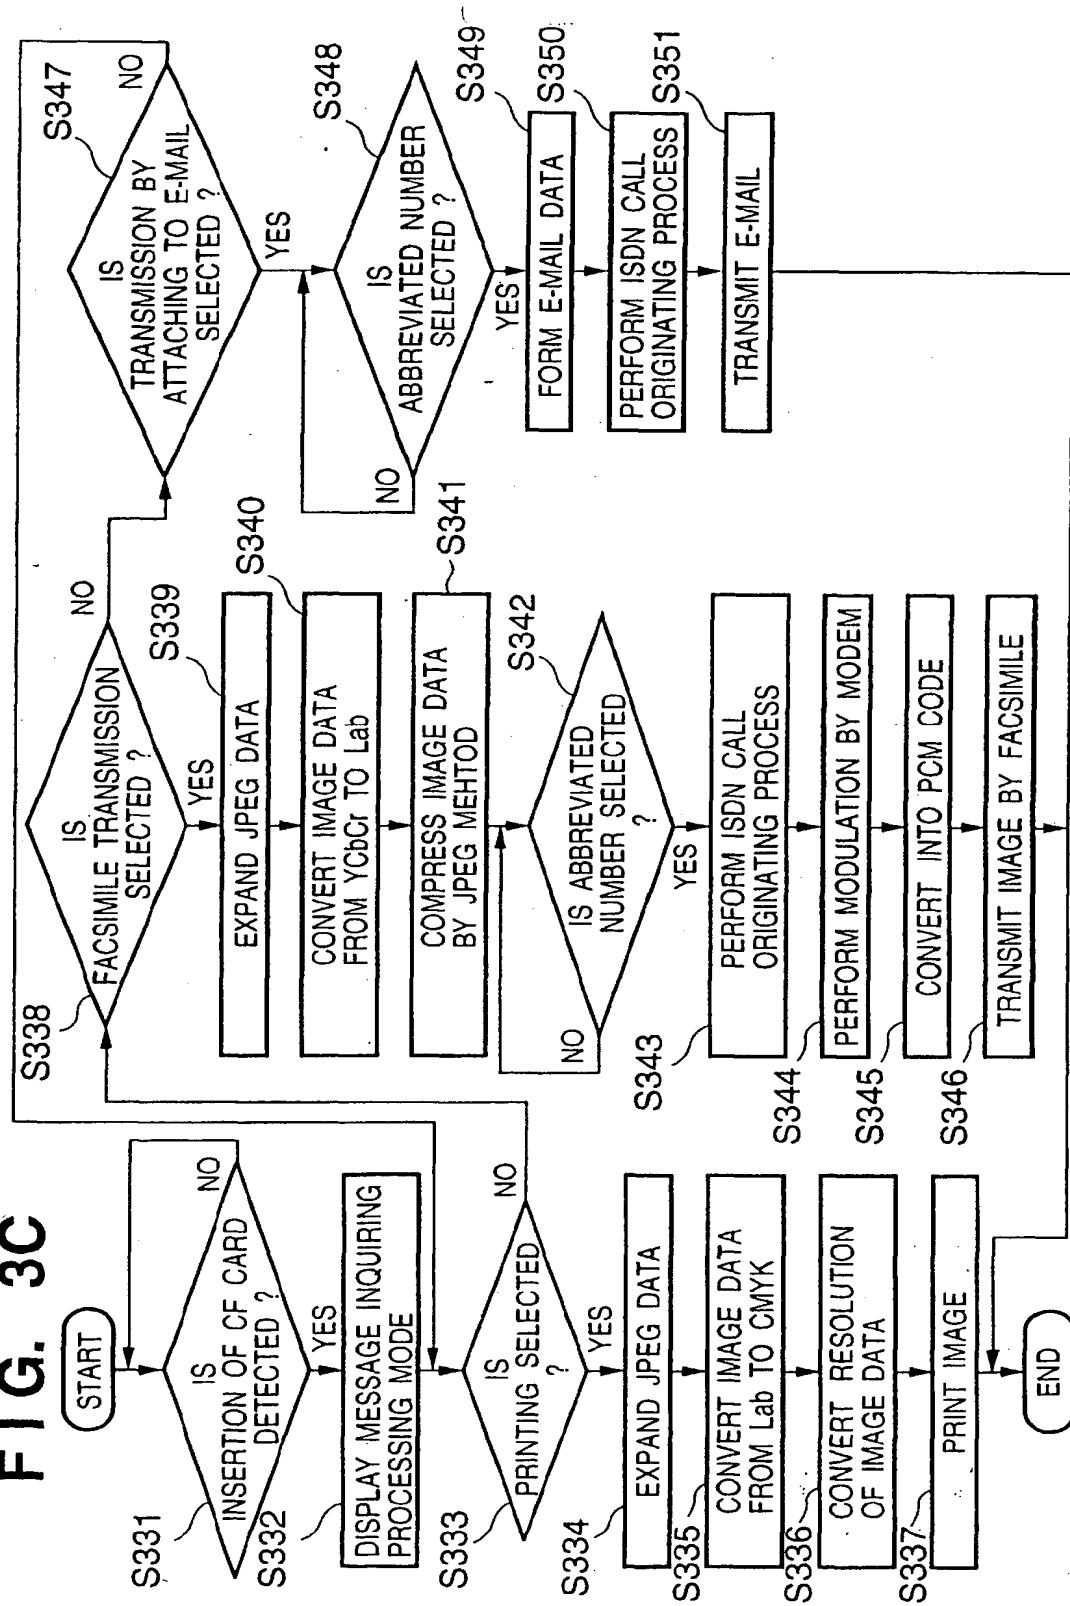 FIG. 3C
START
S331
IS
INSERTION OF CF CARD
DETECTED ?
NO
YES
S332
DISPLAY MESSAGE INQUIRING
PROCESSING MODE
S333
IS
PRINTING SELECTED
?
NO
YES
S334
EXPAND JPEG DATA
S335
CONVERT IMAGE DATA
FROM Lab TO CMYK
S336
CONVERT RESOLUTION
OF IMAGE DATA
S337
PRINT IMAGE
END
S338
IS
FACSIMILE TRANSMISSION
SELECTED ?
NO
YES
S339
EXPAND JPEG DATA
S340
CONVERT IMAGE DATA
FROM YCbCr TO Lab
S341
COMPRESS IMAGE DATA
BY JPEG MEHTOD
S342
IS ABBREVIATED
NUMBER SELECTED
?
NO
YES
S343
PERFORM ISDN CALL
ORIGINATING PROCESS
S344
PERFORM MODULATION BY MODEM
S345
CONVERT INTO PCM CODE
S346
TRANSMIT IMAGE BY FACSIMILE
S347
IS
TRANSMISSION BY
ATTACHING TO E-MAIL
SELECTED ?
NO
YES
S348
IS
ABBREVIATED NUMBER
SELECTED ?
NO
YES
S349
FORM E-MAIL DATA
S350
PERFORM ISDN CALL
ORIGINATING PROCESS
S351
TRANSMIT E-MAIL